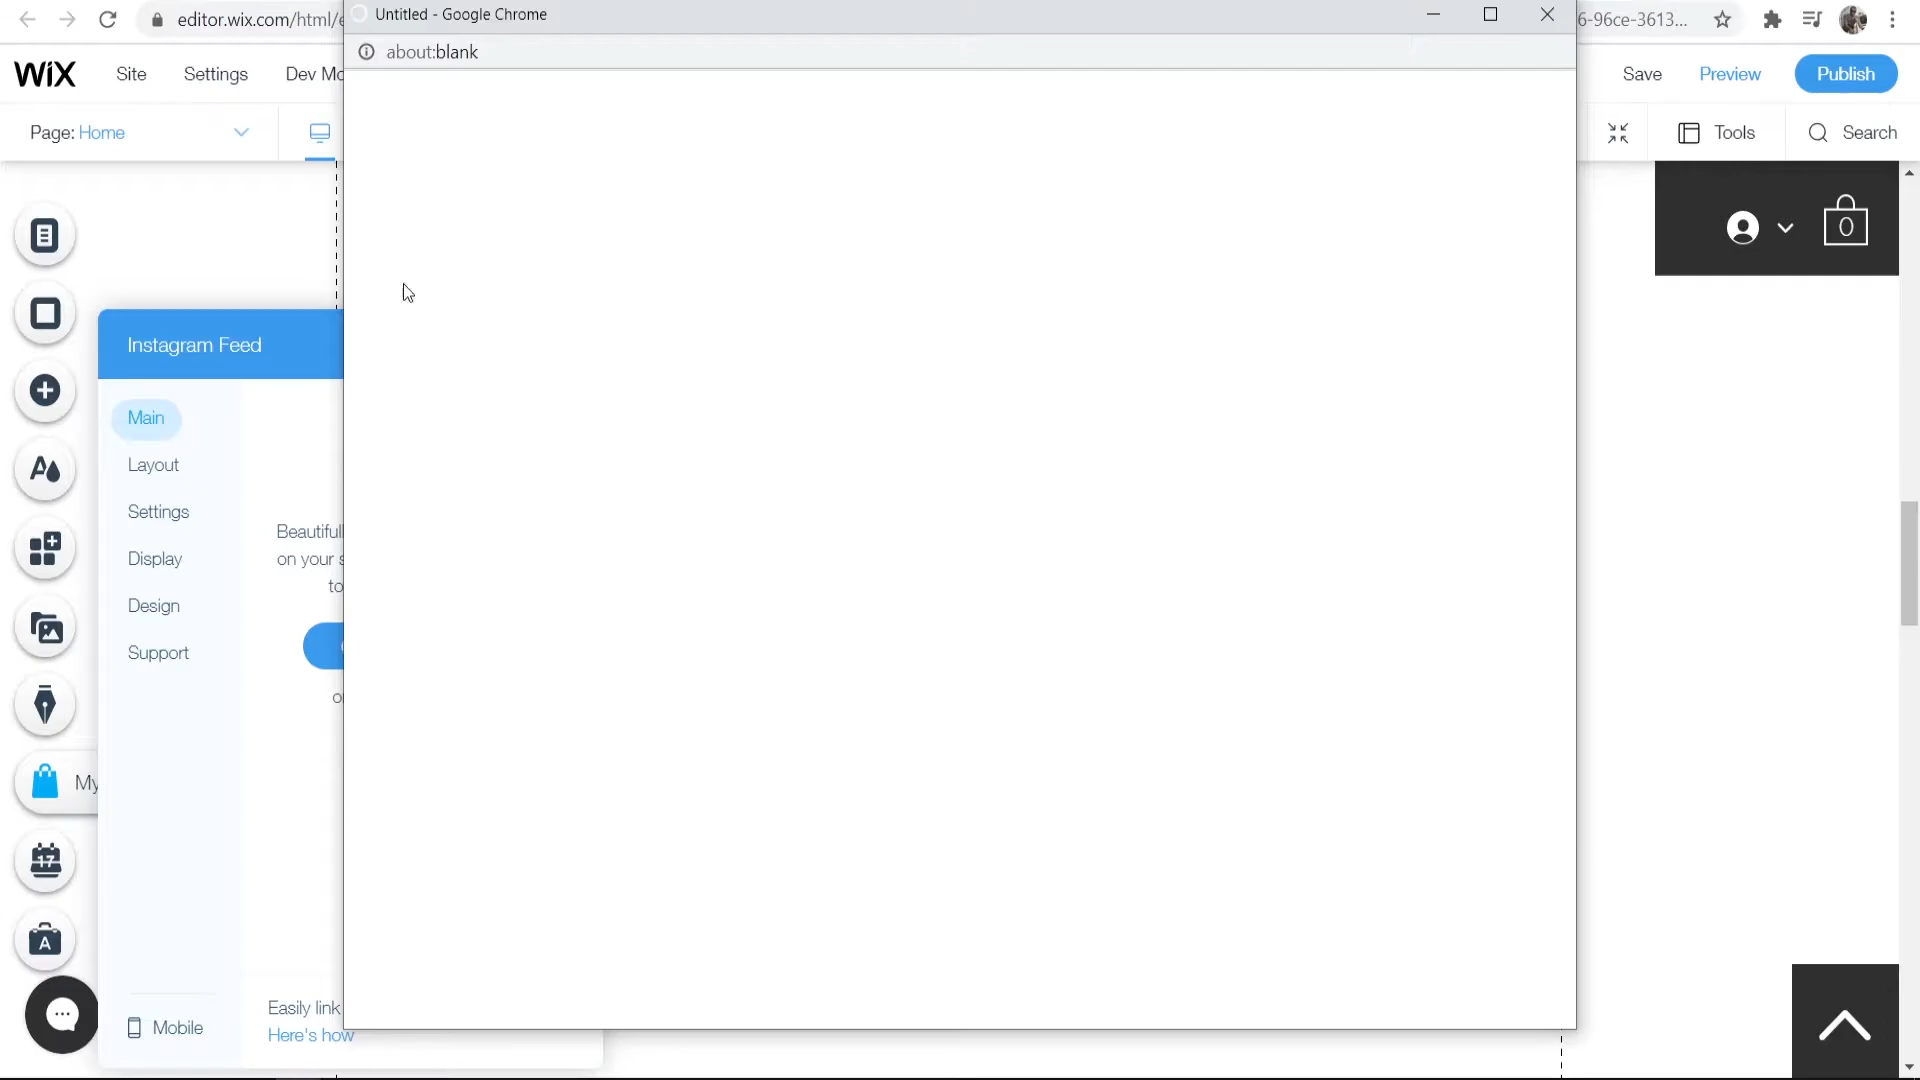 Untitled - Google Chrome
editor.wix.com/html/e
6-96ce-3613...
about:blank
WiX
Site
Settings
Dev Mo
Save
Preview
Publish
Page: Home
Tools
Search
0
Instagram Feed
Main
Layout
Settings
Display
Design
Support
Beautifull
on your s
to
My
17
A
Mobile
Easily link
Here's how